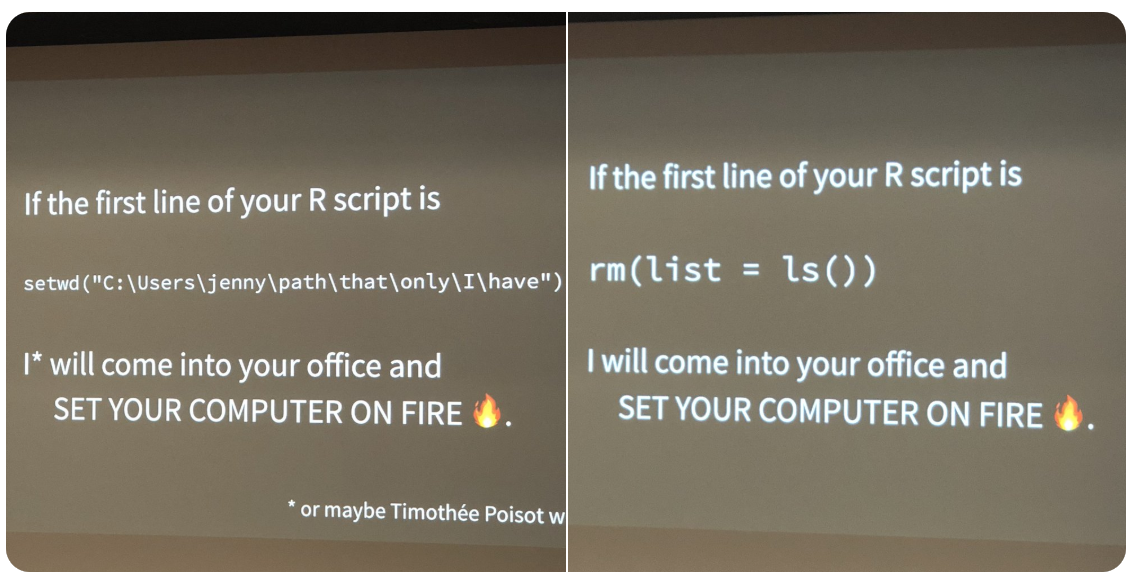 If the first line of your R script is
setwd("C:\Users\jenny\path\that\only\I\have")
I* will come into your office and
SET YOUR COMPUTER ON FIRE 🔥.
* or maybe Timothée Poisot w
If the first line of your R script is
rm(list = ls())
I will come into your office and
SET YOUR COMPUTER ON FIRE 🔥.